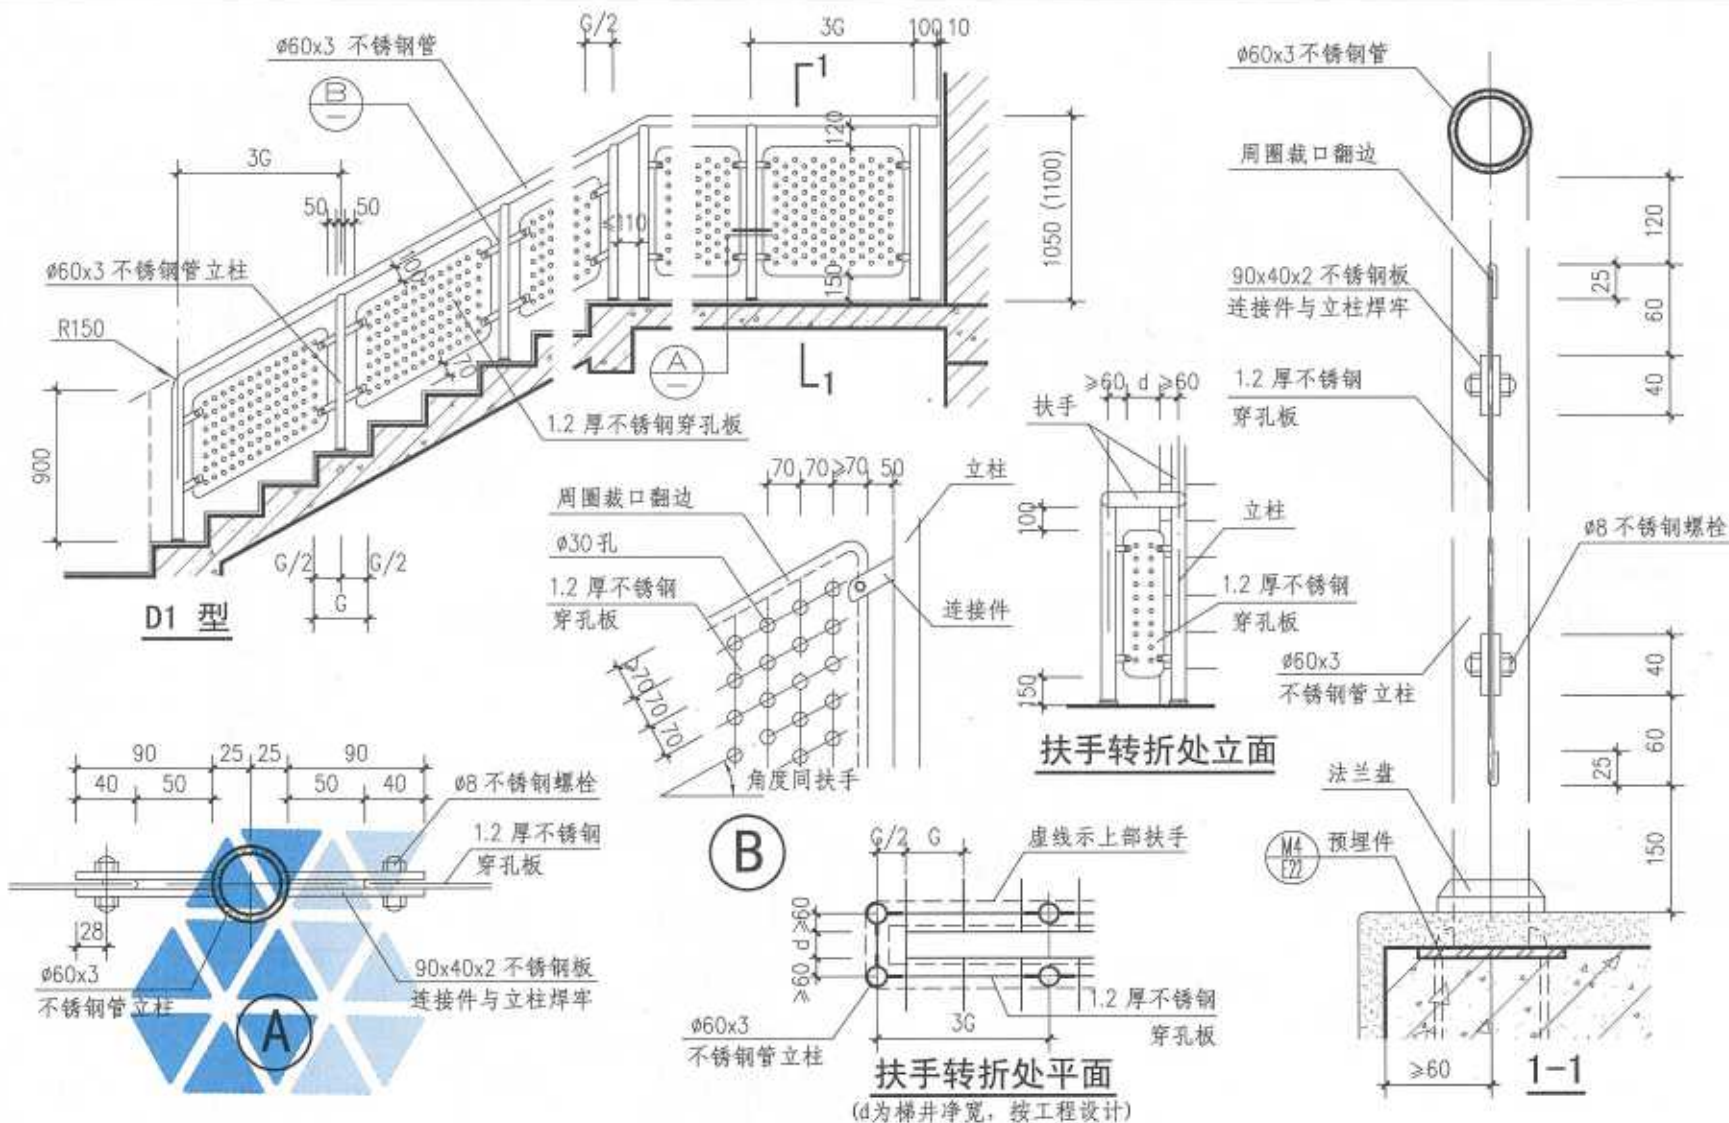 ø60x3 不锈钢管
B
3G
50 50
ø60x3 不锈钢管立柱
R150
900
G/2 G/2
G
D1 型
100
70
1.2 厚不锈钢穿孔板
G/2
3G
100 10
1
120
≤110
150
1050 (1100)
A
1
周圈裁口翻边
ø30 孔
1.2 厚不锈钢
穿孔板
70 70 ≥70 50
立柱
连接件
≥70
70
70
角度同扶手
B
≥60 d ≥60
扶手
100
立柱
1.2 厚不锈钢
穿孔板
150
扶手转折处立面
ø60x3 不锈钢管
周圈裁口翻边
90x40x2 不锈钢板
连接件与立柱焊牢
1.2 厚不锈钢
穿孔板
120
25
60
40
ø8 不锈钢螺栓
ø60x3
不锈钢管立柱
40
60
25
150
法兰盘
M4
E22
预埋件
≥60
1-1
90 25 25 90
40 50 50 40
ø8 不锈钢螺栓
1.2 厚不锈钢
穿孔板
28
ø60x3
不锈钢管立柱
90x40x2 不锈钢板
连接件与立柱焊牢
A
G/2 G
虚线示上部扶手
≥60
d
≥60
1.2 厚不锈钢
穿孔板
3G
ø60x3
不锈钢管立柱
扶手转折处平面
(d为梯井净宽，按工程设计)